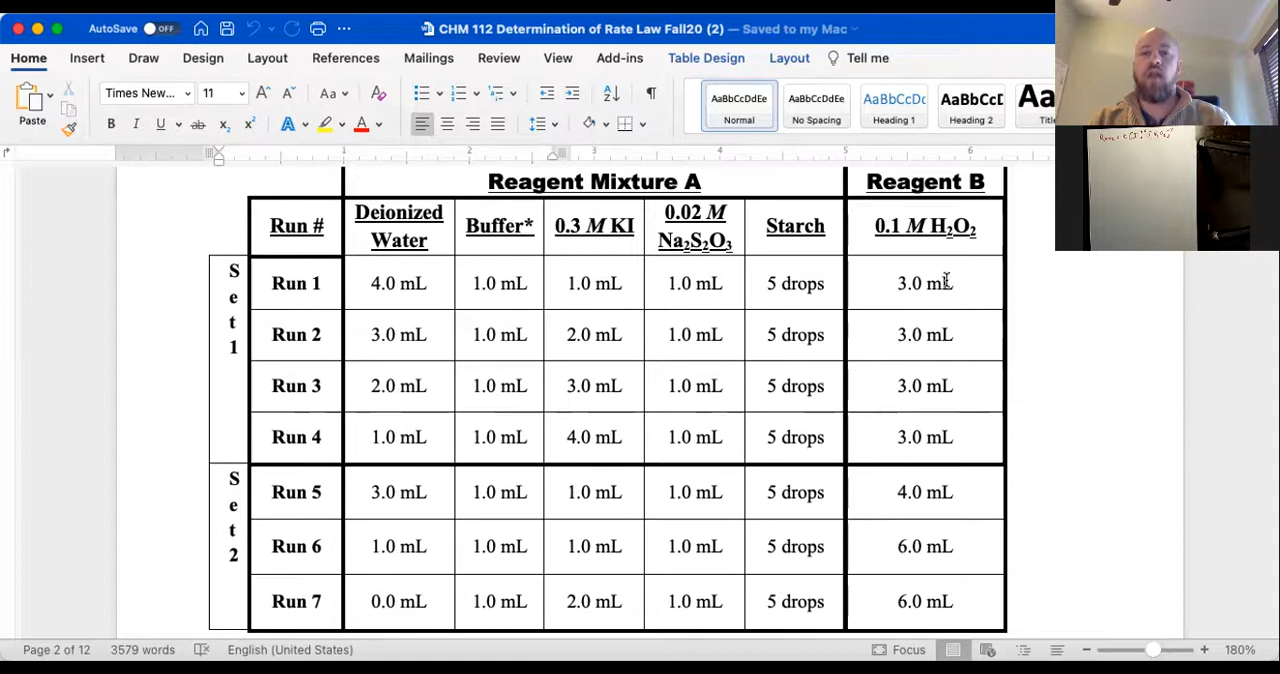 AutoSave OFF
CHM 112 Determination of Rate Law Fall20 (2) — Saved to my Mac
Home Insert Draw Design Layout References Mailings Review View Add-ins Table Design Layout Tell me
Paste
Times New... 11
AaBbCcDdEe AaBbCcDdEe AaBbCcDc AaBbCcD Aa
Normal No Spacing Heading 1 Heading 2 Title
1 2 3 4 5 6
Reagent Mixture A Reagent B
Run # Deionized Water Buffer* 0.3 M KI 0.02 M Na₂S₂O₃ Starch 0.1 M H₂O₂
Set 1
Run 1 4.0 mL 1.0 mL 1.0 mL 1.0 mL 5 drops 3.0 mL
Run 2 3.0 mL 1.0 mL 2.0 mL 1.0 mL 5 drops 3.0 mL
Run 3 2.0 mL 1.0 mL 3.0 mL 1.0 mL 5 drops 3.0 mL
Run 4 1.0 mL 1.0 mL 4.0 mL 1.0 mL 5 drops 3.0 mL
Set 2
Run 5 3.0 mL 1.0 mL 1.0 mL 1.0 mL 5 drops 4.0 mL
Run 6 1.0 mL 1.0 mL 1.0 mL 1.0 mL 5 drops 6.0 mL
Run 7 0.0 mL 1.0 mL 2.0 mL 1.0 mL 5 drops 6.0 mL
Page 2 of 12 3579 words English (United States) Focus 180%